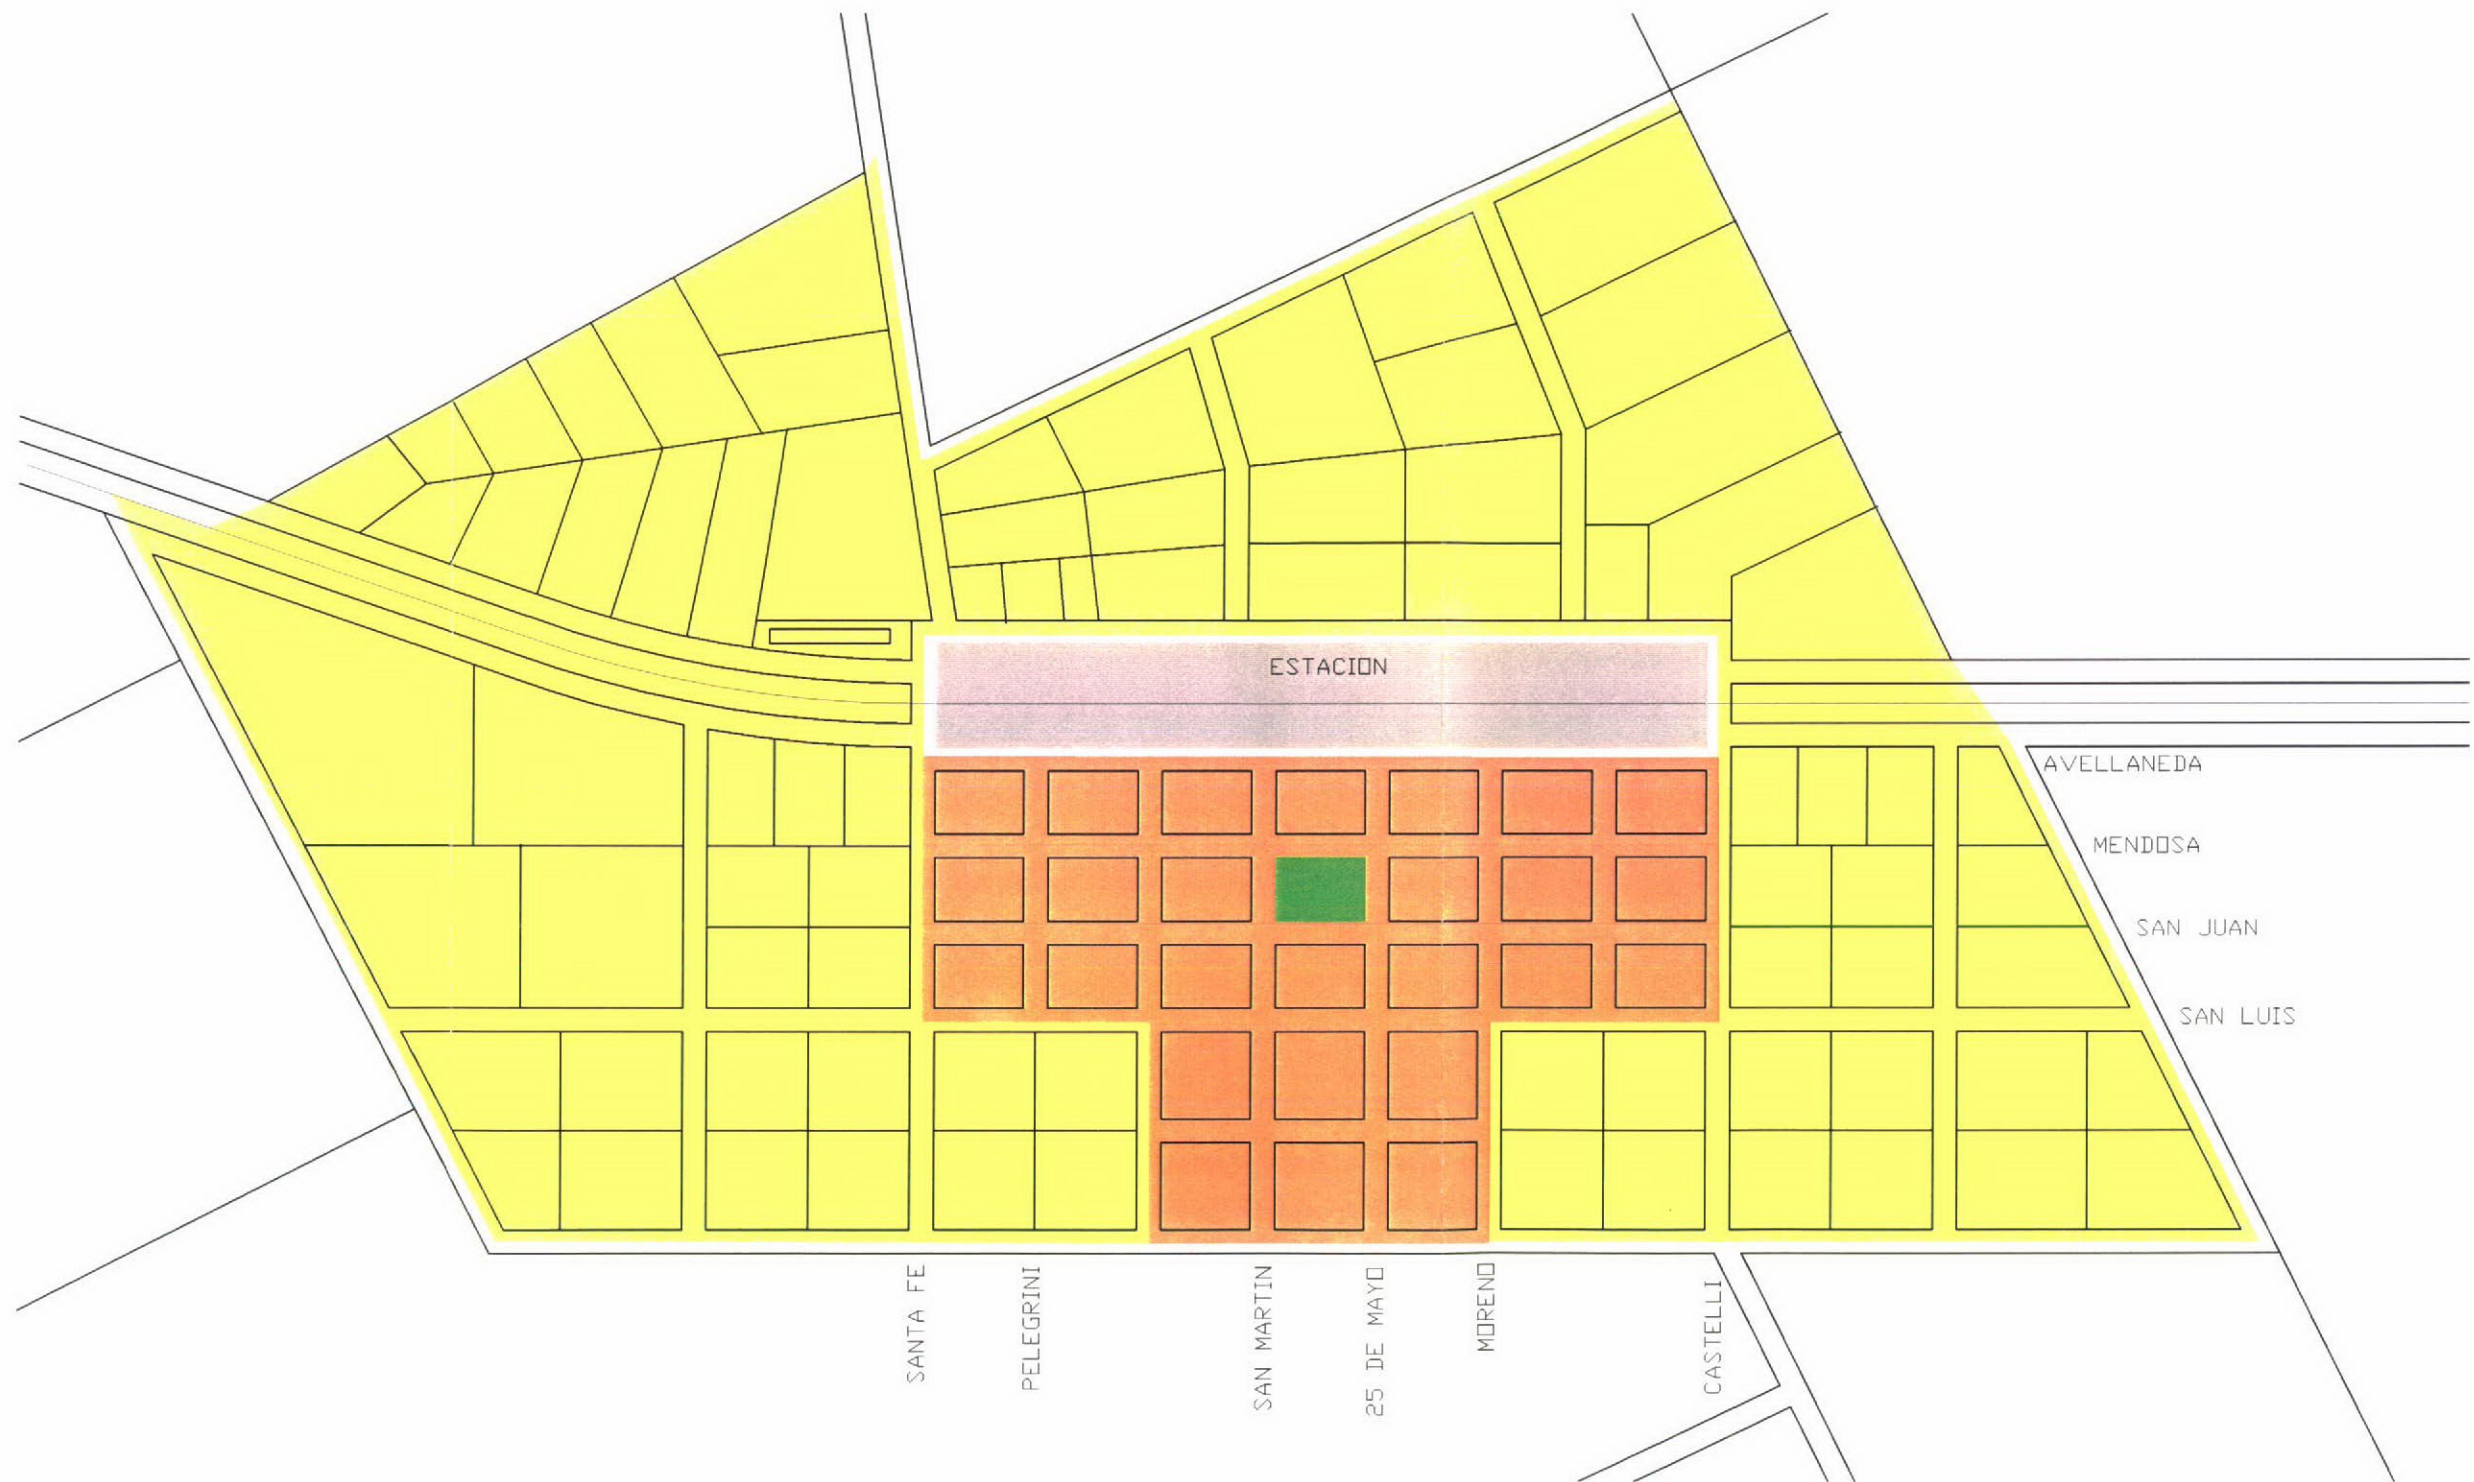 ESTACION
AVELLANEDA
MENDOSA
SAN JUAN
SAN LUIS
SANTA FE
PELEGRINI
SAN MARTIN
25 DE MAYO
MORENO
CASTELLI